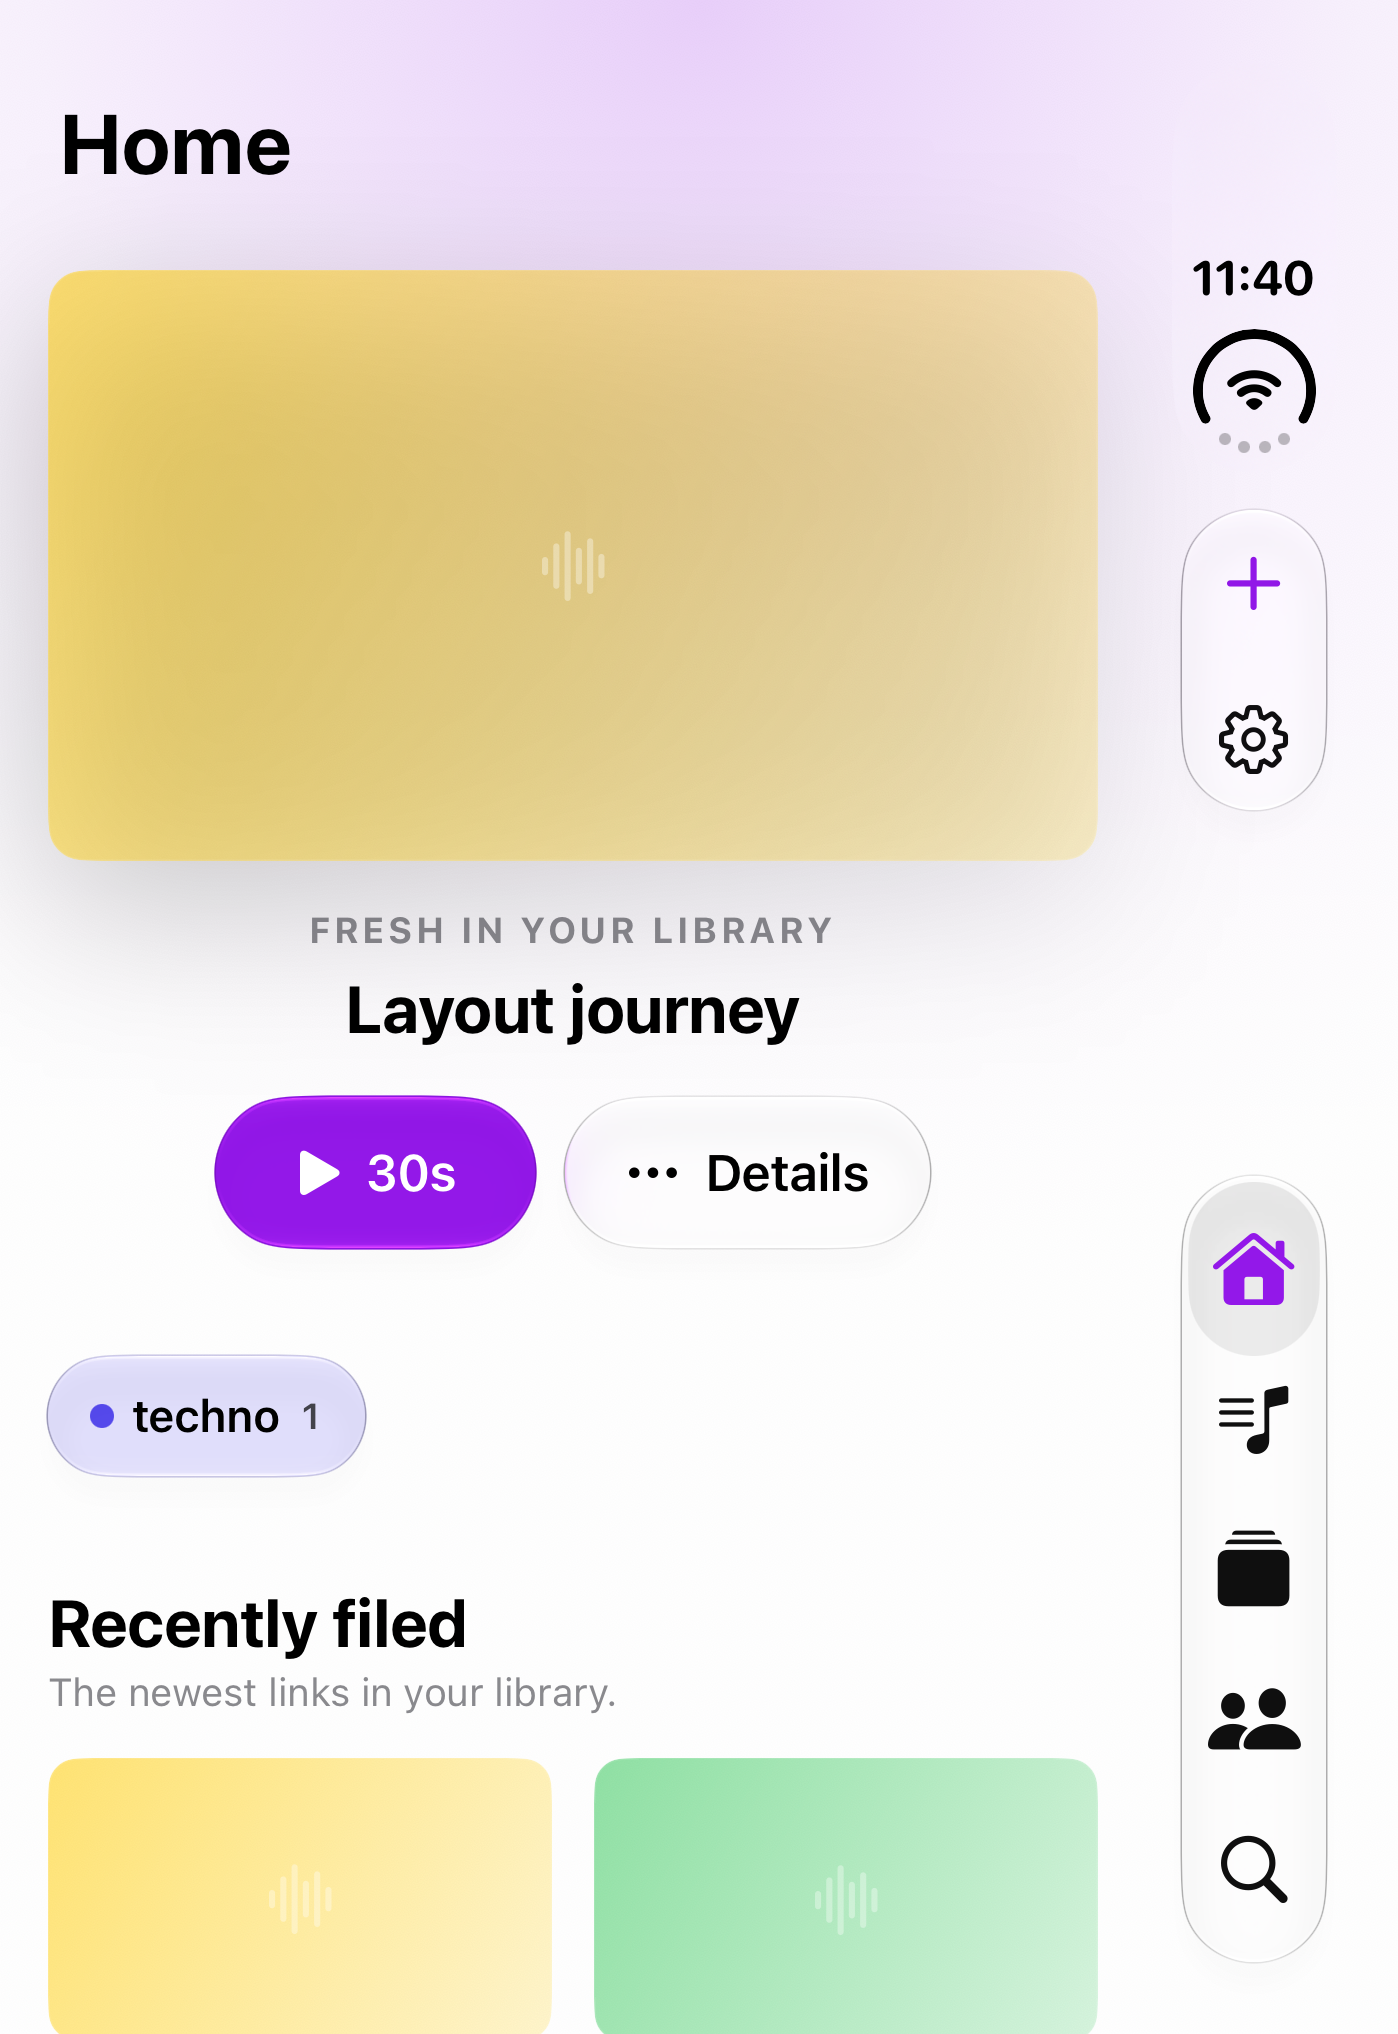 Home
11:40
FRESH IN YOUR LIBRARY
Layout journey
30s
Details
techno 1
Recently filed
The newest links in your library.